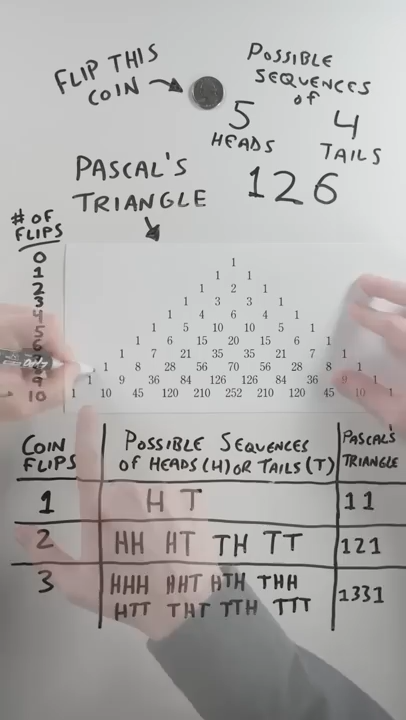 FLIP THIS
COIN
POSSIBLE
SEQUENCES
of
5 4
HEADS TAILS
126
PASCAL'S
TRIANGLE
# OF
FLIPS
0 1
1 1 1
2 1 2 1
3 1 3 3 1
4 1 4 6 4 1
5 1 5 10 10 5 1
6 1 6 15 20 15 6 1
1 7 21 35 35 21 7 1
1 8 28 56 70 56 28 8 1
9 1 9 36 84 126 126 84 36 9 1
10 1 10 45 120 210 252 210 120 45 10 1
COIN FLIPS
POSSIBLE SEQUENCES
OF HEADS (H) OR TAILS (T)
PASCAL'S
TRIANGLE
1 H T 11
2 HH HT TH TT 121
3 HHH HHT HTH THH 1331
HTT THT TTH TTT